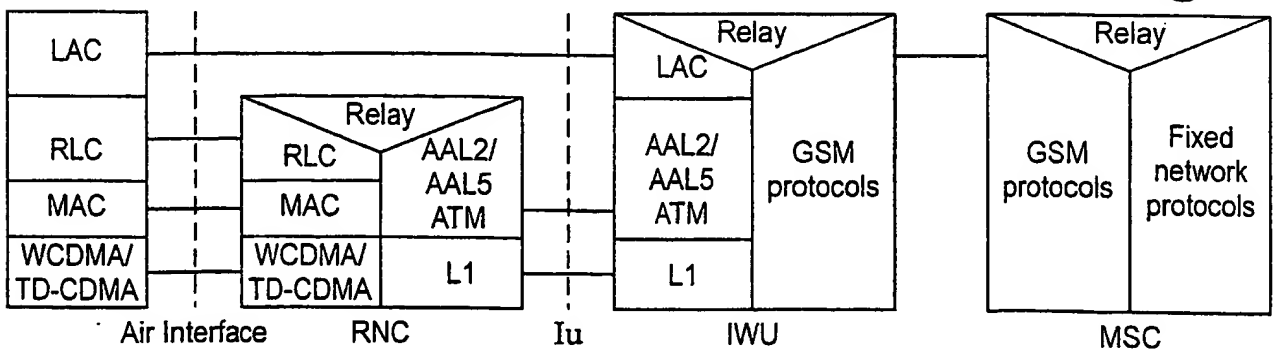 LAC
RLC
MAC
WCDMA/
TD-CDMA
Air Interface
Relay
RLC
MAC
WCDMA/
TD-CDMA
AAL2/
AAL5
ATM
L1
RNC
Iu
Relay
LAC
AAL2/
AAL5
ATM
L1
GSM
protocols
IWU
Relay
GSM
protocols
Fixed
network
protocols
MSC